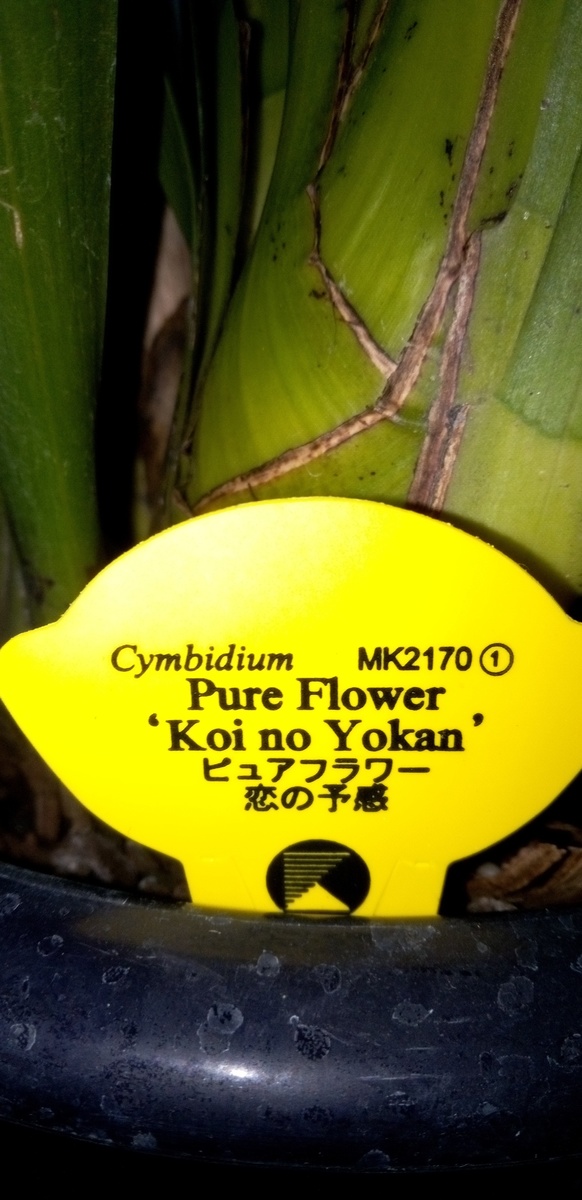 Cymbidium MK2170 ①
Pure Flower
‘Koi no Yokan’
ピュアフラワー
恋の予感